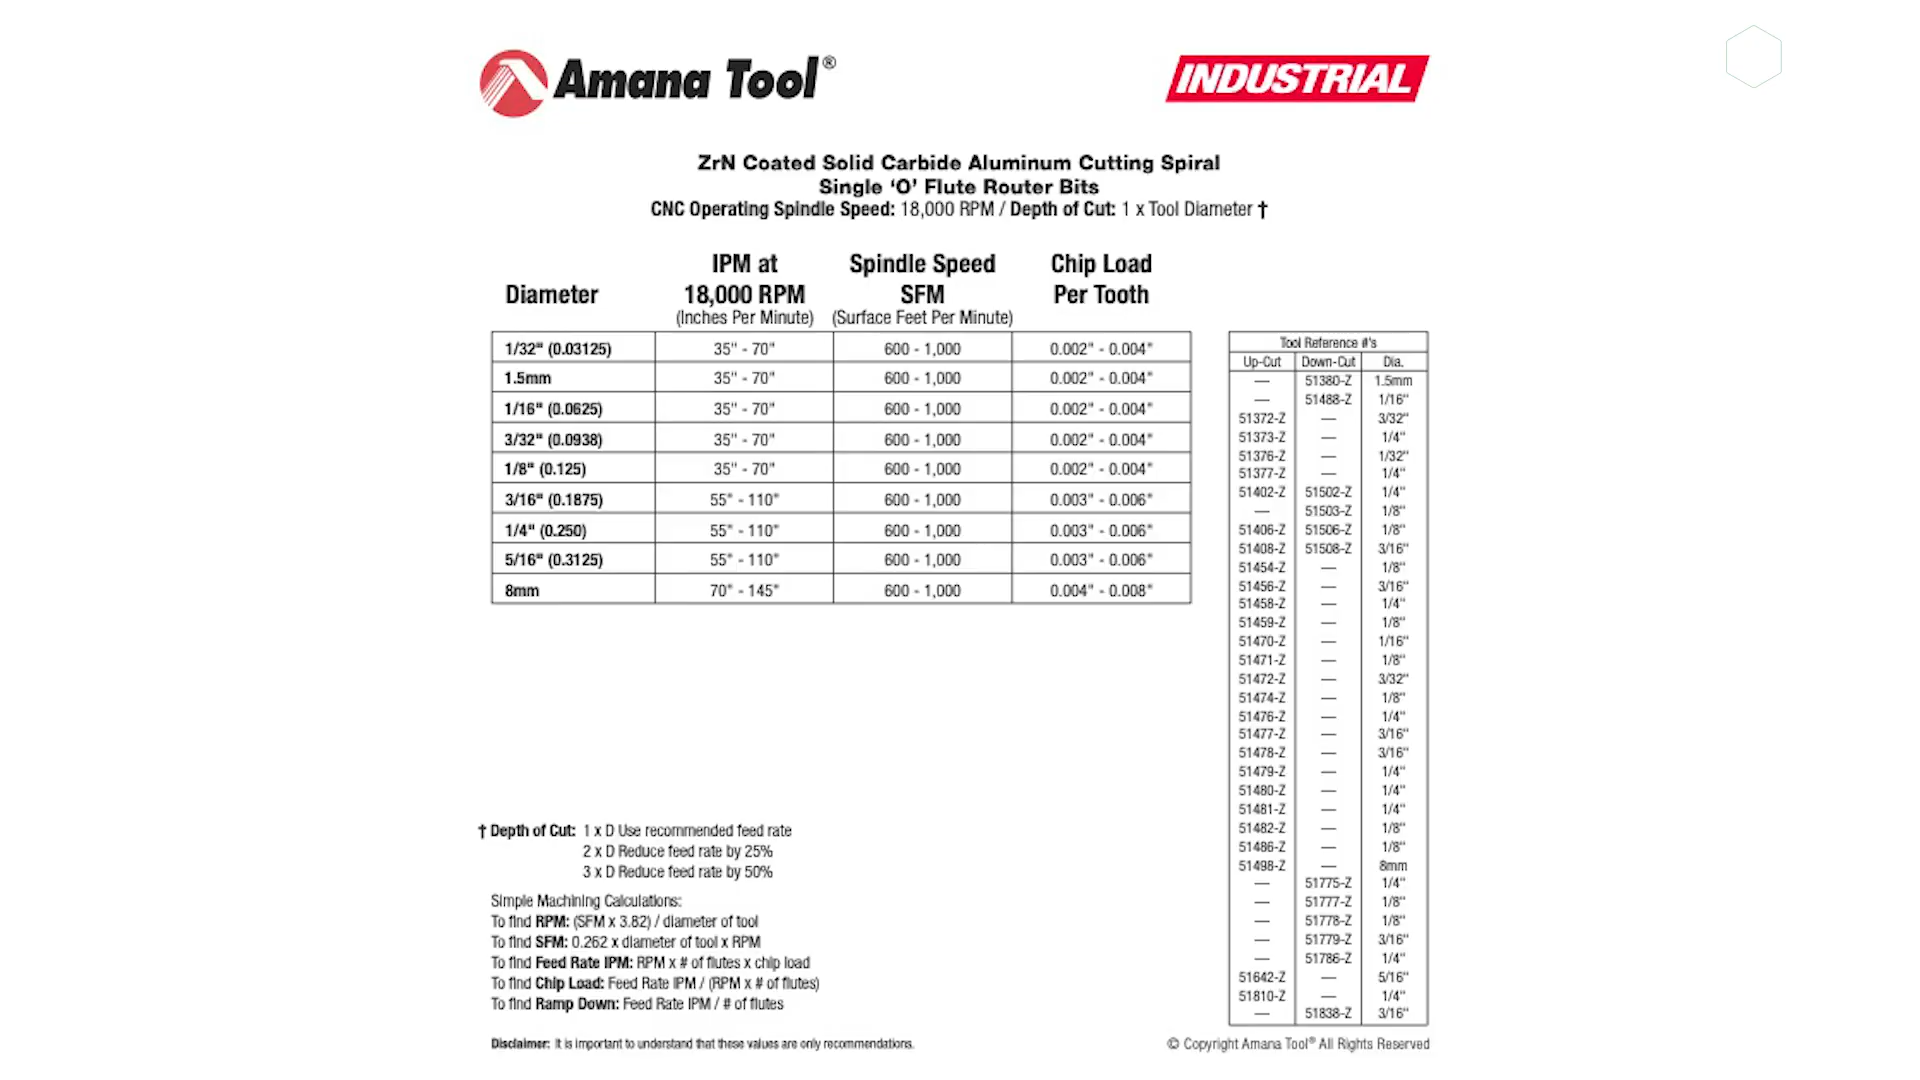 Amana Tool®
INDUSTRIAL
ZrN Coated Solid Carbide Aluminum Cutting Spiral
Single ‘O’ Flute Router Bits
CNC Operating Spindle Speed: 18,000 RPM / Depth of Cut: 1 x Tool Diameter †
Diameter IPM at 18,000 RPM (Inches Per Minute) Spindle Speed SFM (Surface Feet Per Minute) Chip Load Per Tooth
1/32" (0.03125) 35" - 70" 600 - 1,000 0.002" - 0.004"
1.5mm 35" - 70" 600 - 1,000 0.002" - 0.004"
1/16" (0.0625) 35" - 70" 600 - 1,000 0.002" - 0.004"
3/32" (0.0938) 35" - 70" 600 - 1,000 0.002" - 0.004"
1/8" (0.125) 35" - 70" 600 - 1,000 0.002" - 0.004"
3/16" (0.1875) 55" - 110" 600 - 1,000 0.003" - 0.006"
1/4" (0.250) 55" - 110" 600 - 1,000 0.003" - 0.006"
5/16" (0.3125) 55" - 110" 600 - 1,000 0.003" - 0.006"
8mm 70" - 145" 600 - 1,000 0.004" - 0.008"
Tool Reference #'s
Up-Cut Down-Cut Dia.
— 51380-Z 1.5mm
— 51488-Z 1/16"
51372-Z — 3/32"
51373-Z — 1/4"
51376-Z — 1/32"
51377-Z — 1/4"
51402-Z 51502-Z 1/4"
— 51503-Z 1/8"
51406-Z 51506-Z 1/8"
51408-Z 51508-Z 3/16"
51454-Z — 1/8"
51456-Z — 3/16"
51458-Z — 1/4"
51459-Z — 1/8"
51470-Z — 1/16"
51471-Z — 1/8"
51472-Z — 3/32"
51474-Z — 1/8"
51476-Z — 1/4"
51477-Z — 3/16"
51478-Z — 3/16"
51479-Z — 1/4"
51480-Z — 1/4"
51481-Z — 1/4"
51482-Z — 1/8"
51486-Z — 1/8"
51498-Z — 8mm
— 51775-Z 1/4"
— 51777-Z 1/8"
— 51778-Z 1/8"
— 51779-Z 3/16"
— 51786-Z 1/4"
51642-Z — 5/16"
51810-Z — 1/4"
— 51838-Z 3/16"
† Depth of Cut: 1 x D Use recommended feed rate
2 x D Reduce feed rate by 25%
3 x D Reduce feed rate by 50%
Simple Machining Calculations:
To find RPM: (SFM x 3.82) / diameter of tool
To find SFM: 0.262 x diameter of tool x RPM
To find Feed Rate IPM: RPM x # of flutes x chip load
To find Chip Load: Feed Rate IPM / (RPM x # of flutes)
To find Ramp Down: Feed Rate IPM / # of flutes
Disclaimer: It is important to understand that these values are only recommendations.
© Copyright Amana Tool® All Rights Reserved